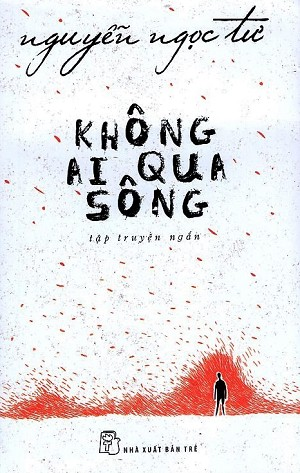 nguyễn ngọc tư
KHÔNG
AI QUA
SÔNG
tập truyện ngắn
NHÀ XUẤT BẢN TRẺ